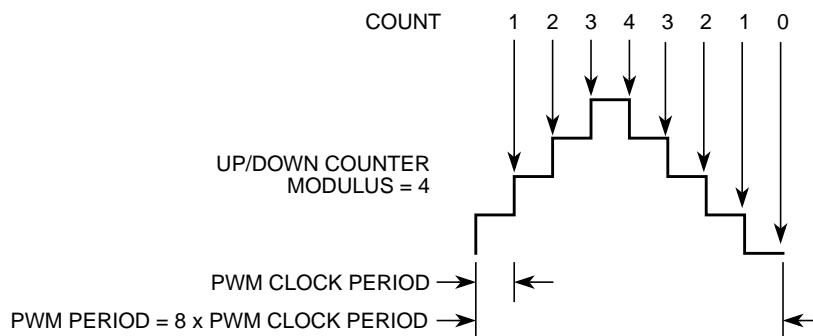 COUNT 1 2 3 4 3 2 1 0
UP/DOWN COUNTER
MODULUS = 4
PWM CLOCK PERIOD
PWM PERIOD = 8 x PWM CLOCK PERIOD